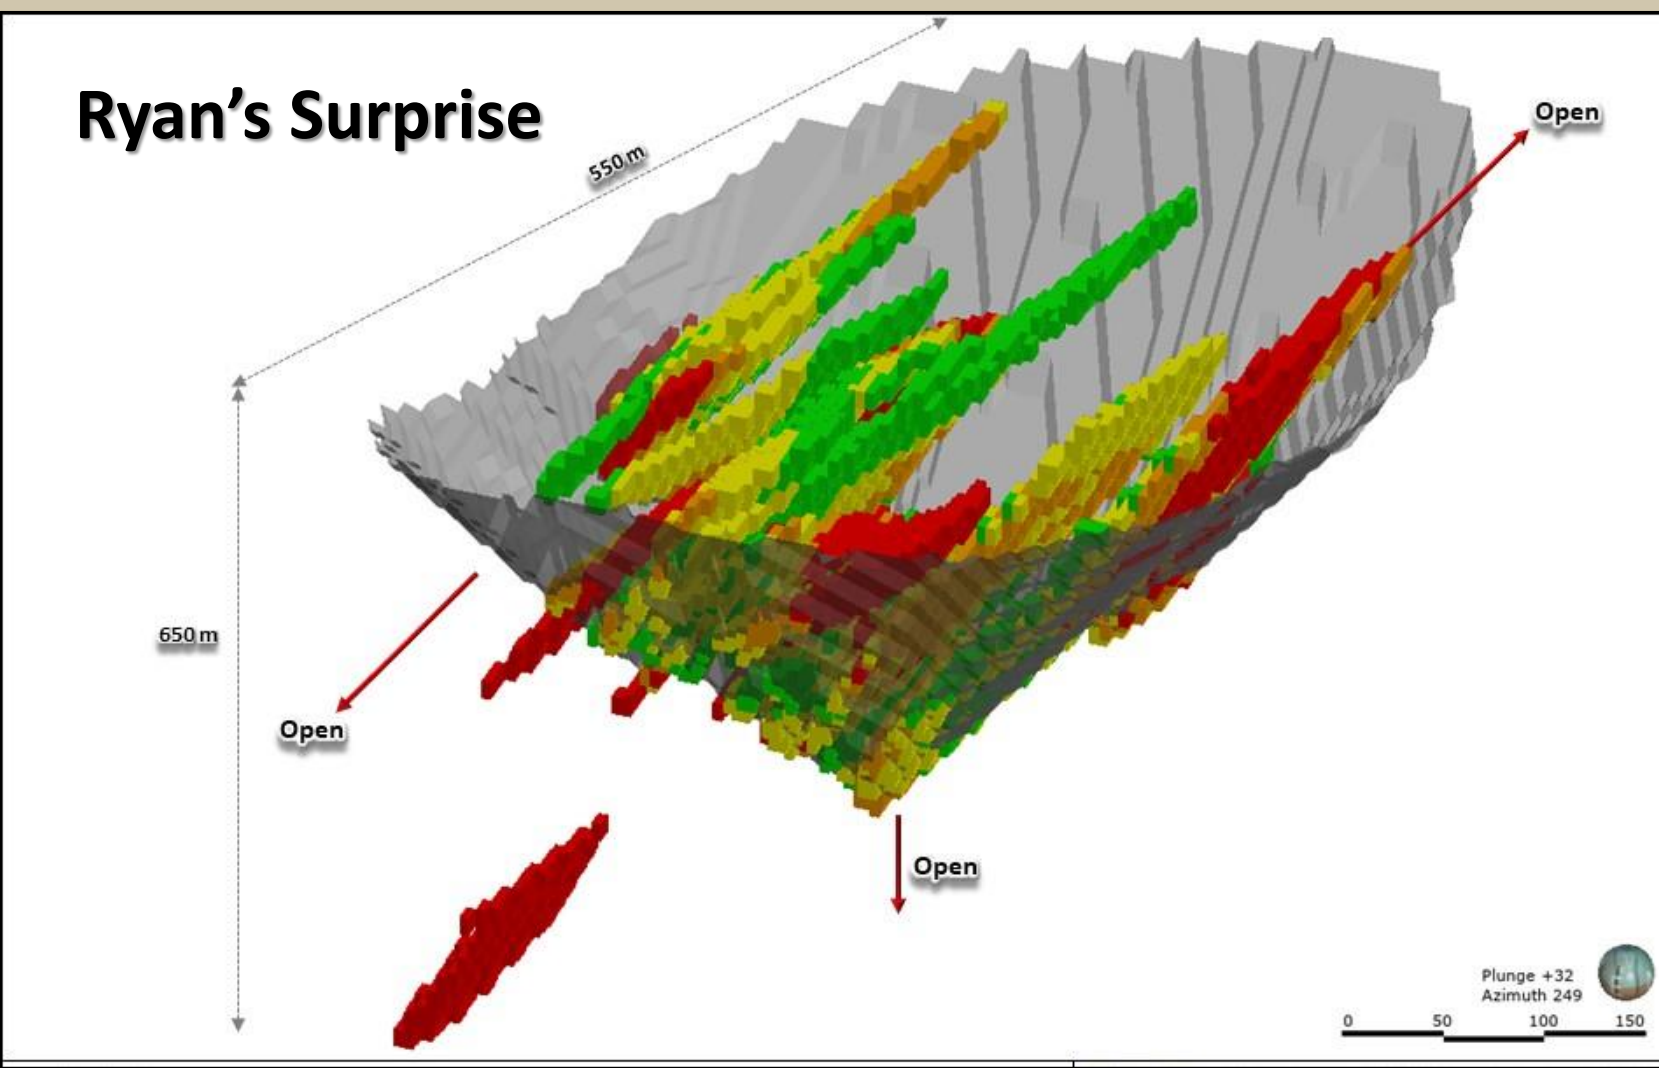 Ryan's Surprise
550 m
Open
650 m
Open
Open
Plunge +32
Azimuth 249
0 50 100 150